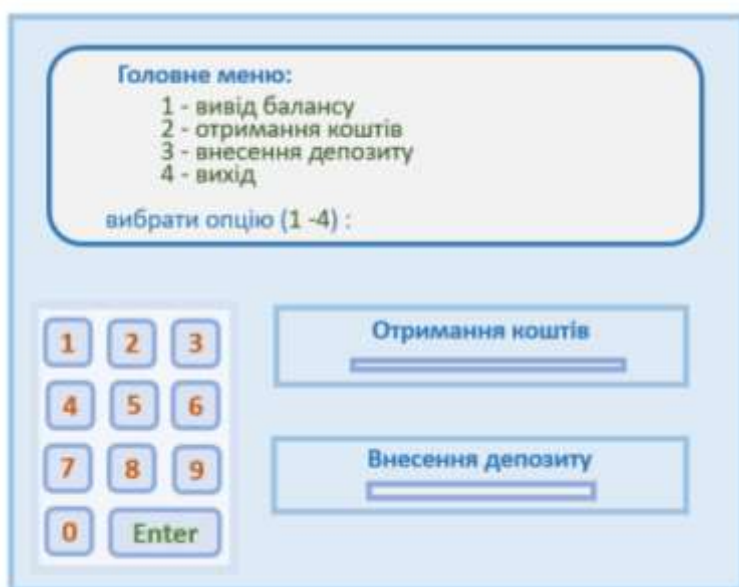 Головне меню:
1 - вивід балансу
2 - отримання коштів
3 - внесення депозиту
4 - вихід
вибрати опцію (1 -4) :
1 2 3
4 5 6
7 8 9
0 Enter
Отримання коштів
Внесення депозиту